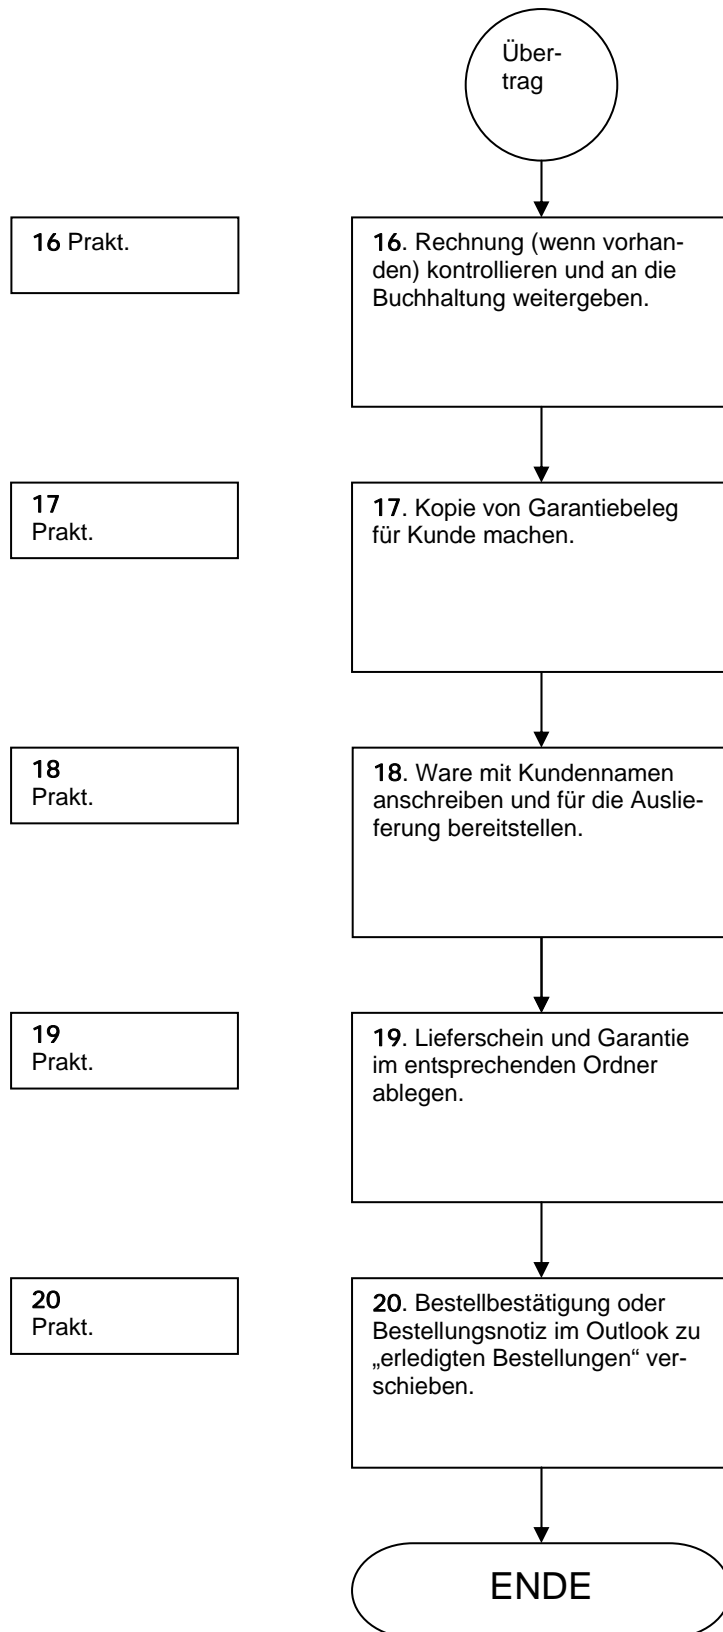 Über-
trag
16 Prakt.
16. Rechnung (wenn vorhan-
den) kontrollieren und an die
Buchhaltung weitergeben.
17
Prakt.
17. Kopie von Garantiebeleg
für Kunde machen.
18
Prakt.
18. Ware mit Kundennamen
anschreiben und für die Auslie-
ferung bereitstellen.
19
Prakt.
19. Lieferschein und Garantie
im entsprechenden Ordner
ablegen.
20
Prakt.
20. Bestellbestätigung oder
Bestellungsnotiz im Outlook zu
„erledigten Bestellungen“ ver-
schieben.
ENDE